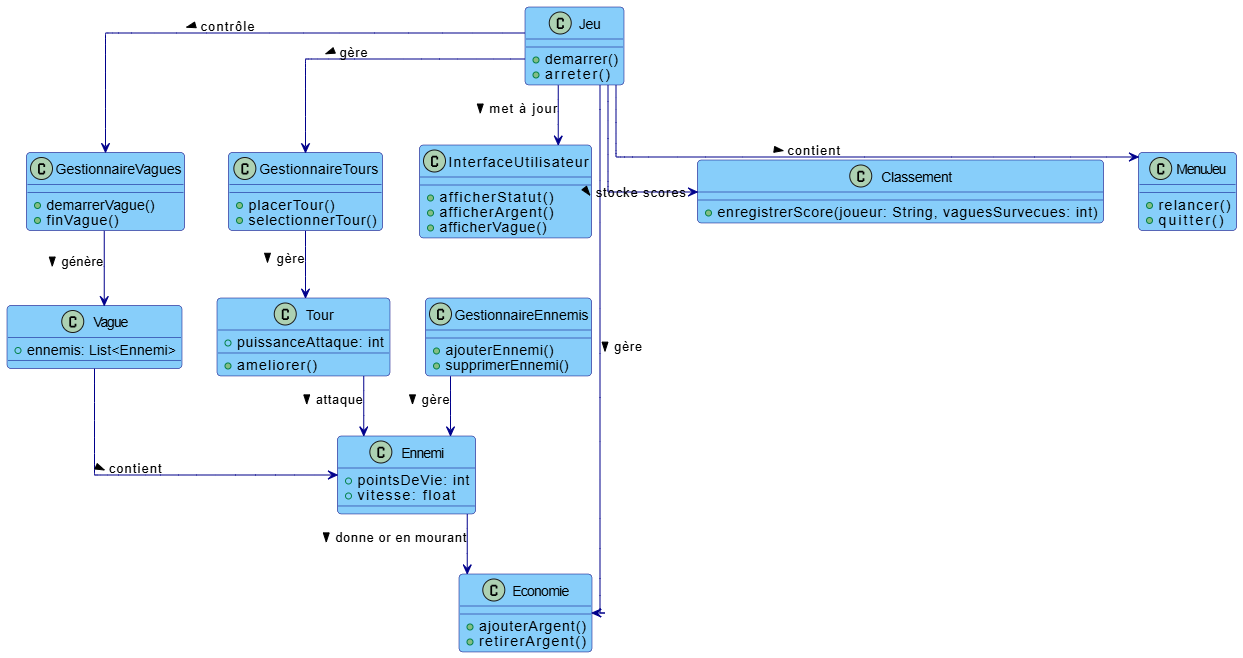 C Jeu
demarrer()
arreter()
contrôle
gère
met à jour
contient
stocke scores
C GestionnaireVagues
demarrerVague()
finVague()
C GestionnaireTours
placerTour()
selectionnerTour()
C InterfaceUtilisateur
afficherStatut()
afficherArgent()
afficherVague()
C Classement
enregistrerScore(joueur: String, vaguesSurvecues: int)
C MenuJeu
relancer()
quitter()
génère
gère
C Vague
ennemis: List<Ennemi>
C Tour
puissanceAttaque: int
ameliorer()
C GestionnaireEnnemis
ajouterEnnemi()
supprimerEnnemi()
gère
attaque
gère
contient
C Ennemi
pointsDeVie: int
vitesse: float
donne or en mourant
C Economie
ajouterArgent()
retirerArgent()